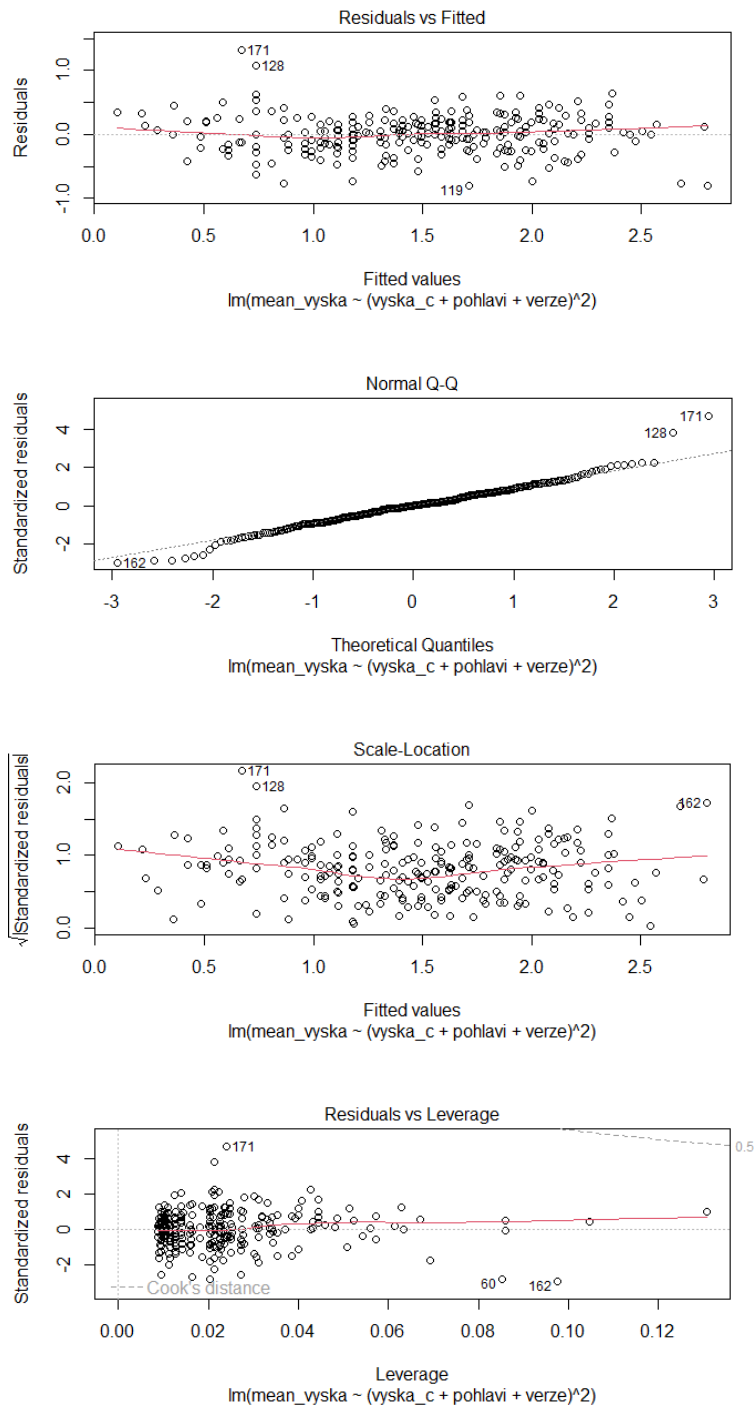 Residuals vs Fitted
Residuals
1.0
0.0
-1.0
171
128
119
0.0 0.5 1.0 1.5 2.0 2.5
Fitted values
lm(mean_vyska ~ (vyska_c + pohlavi + verze)^2)
Normal Q-Q
Standardized residuals
4
2
0
-2
171
128
162
-3 -2 -1 0 1 2 3
Theoretical Quantiles
lm(mean_vyska ~ (vyska_c + pohlavi + verze)^2)
Scale-Location
√|Standardized residuals|
2.0
1.0
0.0
171
128
162
0.0 0.5 1.0 1.5 2.0 2.5
Fitted values
lm(mean_vyska ~ (vyska_c + pohlavi + verze)^2)
Residuals vs Leverage
Standardized residuals
4
2
0
-2
171
0.5
60
162
Cook's distance
0.00 0.02 0.04 0.06 0.08 0.10 0.12
Leverage
lm(mean_vyska ~ (vyska_c + pohlavi + verze)^2)